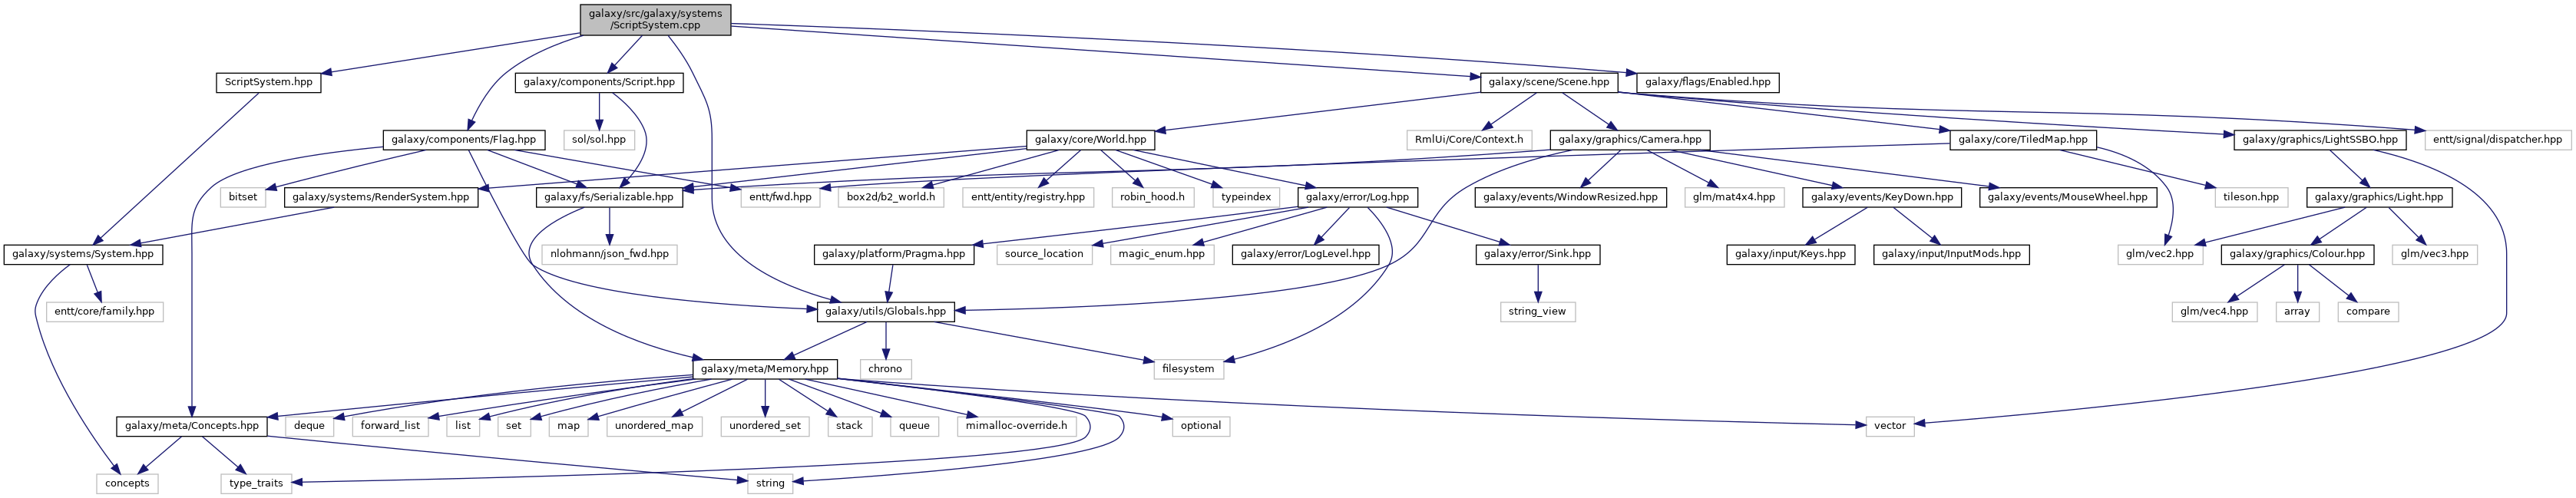 galaxy/src/galaxy/systems
/ScriptSystem.cpp
ScriptSystem.hpp
galaxy/components/Script.hpp
galaxy/scene/Scene.hpp
galaxy/flags/Enabled.hpp
galaxy/components/Flag.hpp
sol/sol.hpp
galaxy/core/World.hpp
RmlUi/Core/Context.h
galaxy/graphics/Camera.hpp
galaxy/core/TiledMap.hpp
galaxy/graphics/LightSSBO.hpp
entt/signal/dispatcher.hpp
bitset
galaxy/systems/RenderSystem.hpp
galaxy/fs/Serializable.hpp
entt/fwd.hpp
box2d/b2_world.h
entt/entity/registry.hpp
robin_hood.h
typeindex
galaxy/error/Log.hpp
galaxy/events/WindowResized.hpp
glm/mat4x4.hpp
galaxy/events/KeyDown.hpp
galaxy/events/MouseWheel.hpp
tileson.hpp
galaxy/graphics/Light.hpp
galaxy/systems/System.hpp
nlohmann/json_fwd.hpp
galaxy/platform/Pragma.hpp
source_location
magic_enum.hpp
galaxy/error/LogLevel.hpp
galaxy/error/Sink.hpp
galaxy/input/Keys.hpp
galaxy/input/InputMods.hpp
glm/vec2.hpp
galaxy/graphics/Colour.hpp
glm/vec3.hpp
entt/core/family.hpp
galaxy/utils/Globals.hpp
string_view
glm/vec4.hpp
array
compare
galaxy/meta/Memory.hpp
chrono
filesystem
galaxy/meta/Concepts.hpp
deque
forward_list
list
set
map
unordered_map
unordered_set
stack
queue
mimalloc-override.h
optional
vector
concepts
type_traits
string